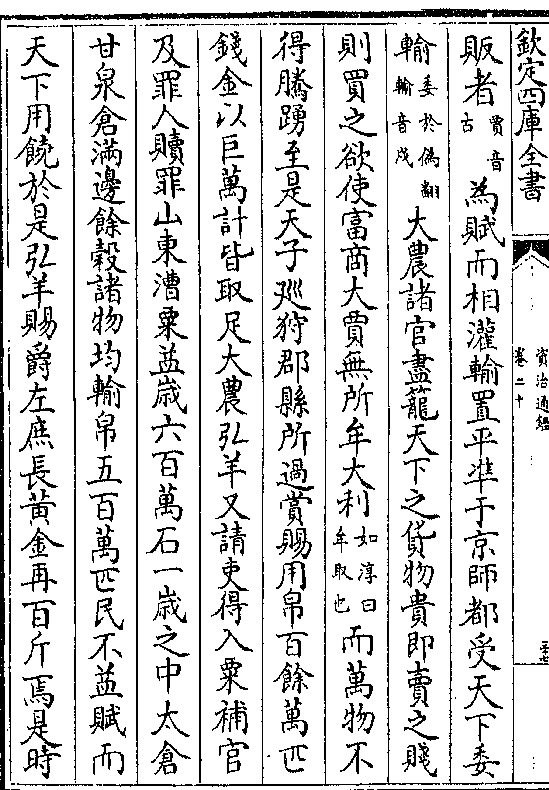 欽定四庫全書
資治通鑑
卷二十
販者賈音古為賦而相灌輸置平凖于京師都受天下委
輸委於偽翻輸音戍大農諸官盡籠天下之貨物貴即賣之賤
則買之欲使富商大賈無所牟大利如淳曰牟取也而萬物不
得騰踴至是天子廵狩郡縣所過賞賜用帛百餘萬匹
錢金以巨萬計皆取足大農弘羊又請吏得入粟補官
及罪人贖罪山東漕粟益歲六百萬石一歲之中太倉
甘泉倉滿邊餘穀諸物均輸帛五百萬匹民不益賦而
天下用饒於是弘羊賜爵左庶長黃金再百斤焉是時